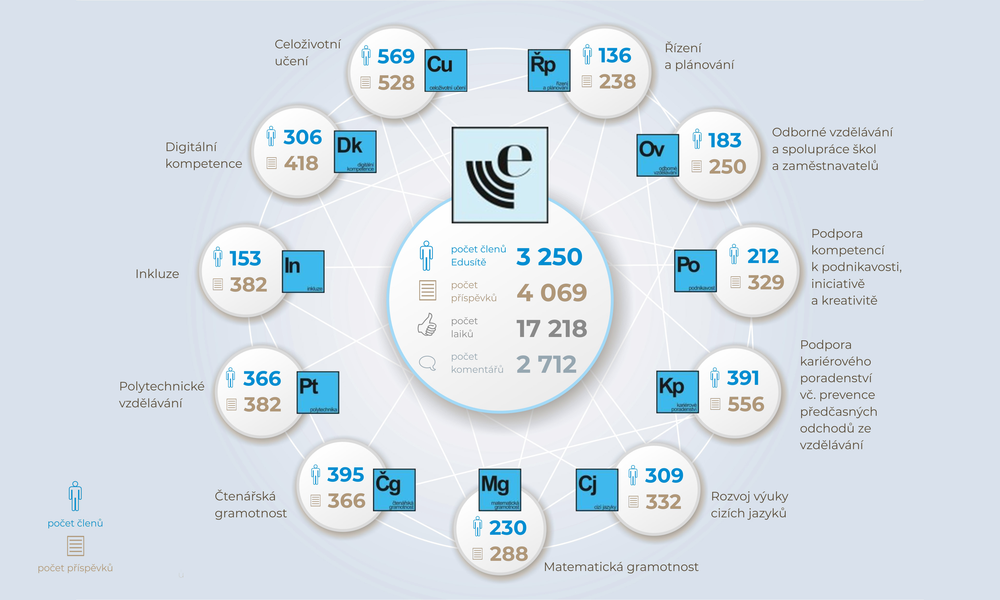 Celoživotní
učení
569
528
Cu
celoživotní učení
Řp
řízení
a plánování
136
238
Řízení
a plánování
Digitální
kompetence
306
418
Dk
digitální
kompetence
e
Ov
odborné
vzdělávání
183
250
Odborné vzdělávání
a spolupráce škol
a zaměstnavatelů
Inkluze
153
382
In
inkluze
počet členů
Edusítě
3 250
počet
příspěvků
4 069
počet
laiků
17 218
počet
komentářů
2 712
Po
podnikavost
212
329
Podpora
kompetencí
k podnikavosti,
iniciativě
a kreativitě
Polytechnické
vzdělávání
366
382
Pt
polytechnika
Kp
kariérové
poradenství
391
556
Podpora
kariérového
poradenství
vč. prevence
předčasných
odchodů ze
vzdělávání
Čtenářská
gramotnost
395
366
Čg
čtenářská
gramotnost
Mg
matematická
gramotnost
230
288
Matematická gramotnost
Cj
cizí jazyky
309
332
Rozvoj výuky
cizích jazyků
počet členů
počet příspěvků